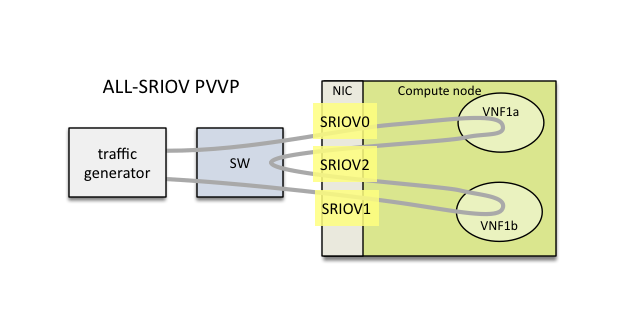 ALL-SRIOV PVVP
NIC
Compute node
SRIOV0
VNF1a
traffic
generator
SW
SRIOV2
SRIOV1
VNF1b